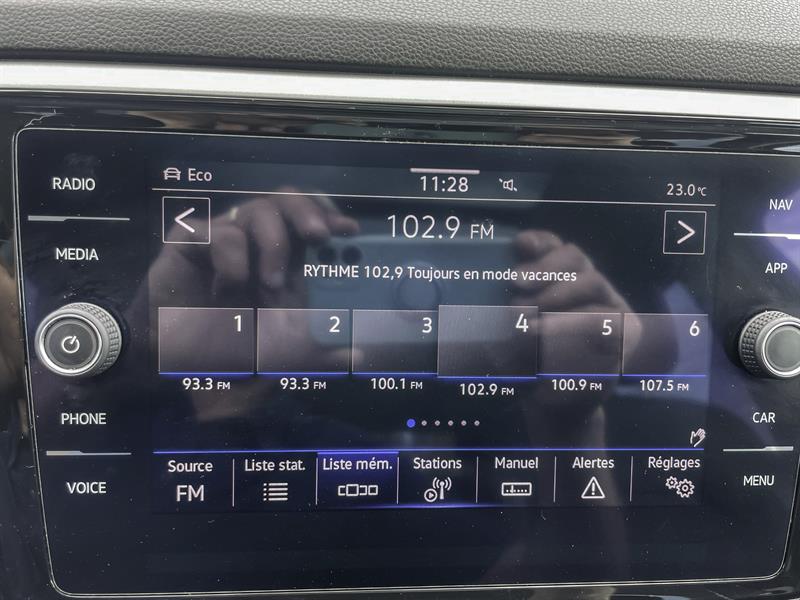 RADIO
MEDIA
PHONE
VOICE
Eco
11:28
23.0°C
102.9 FM
RYTHME 102,9 Toujours en mode vacances
1 2 3 4 5 6
93.3 FM 93.3 FM 100.1 FM 102.9 FM 100.9 FM 107.5 FM
Source Liste stat. Liste mém. Stations Manuel Alertes Réglages
FM
NAV
APP
CAR
MENU